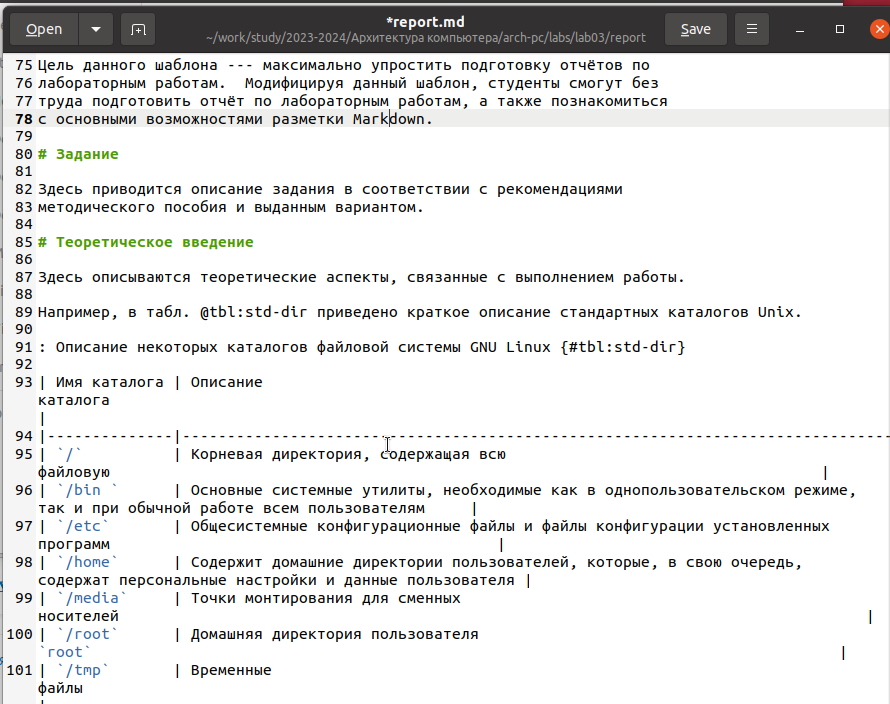 Open
*report.md
~/work/study/2023-2024/Архитектура компьютера/arch-pc/labs/lab03/report
Save
75 Цель данного шаблона --- максимально упростить подготовку отчётов по
76 лабораторным работам.  Модифицируя данный шаблон, студенты смогут без
77 труда подготовить отчёт по лабораторным работам, а также познакомиться
78 с основными возможностями разметки Markdown.
79
80 # Задание
81
82 Здесь приводится описание задания в соответствии с рекомендациями
83 методического пособия и выданным вариантом.
84
85 # Теоретическое введение
86
87 Здесь описываются теоретические аспекты, связанные с выполнением работы.
88
89 Например, в табл. @tbl:std-dir приведено краткое описание стандартных каталогов Unix.
90
91 : Описание некоторых каталогов файловой системы GNU Linux {#tbl:std-dir}
92
93 | Имя каталога | Описание
каталога
|
94 |--------------|-------------------------------------------------------------------------------
95 | `/`          | Корневая директория, содержащая всю
файловую |
96 | `/bin `      | Основные системные утилиты, необходимые как в однопользовательском режиме,
так и при обычной работе всем пользователям     |
97 | `/etc`       | Общесистемные конфигурационные файлы и файлы конфигурации установленных
программ |
98 | `/home`      | Содержит домашние директории пользователей, которые, в свою очередь,
содержат персональные настройки и данные пользователя |
99 | `/media`     | Точки монтирования для сменных
носителей |
100 | `/root`      | Домашняя директория пользователя
`root` |
101 | `/tmp`       | Временные
файлы